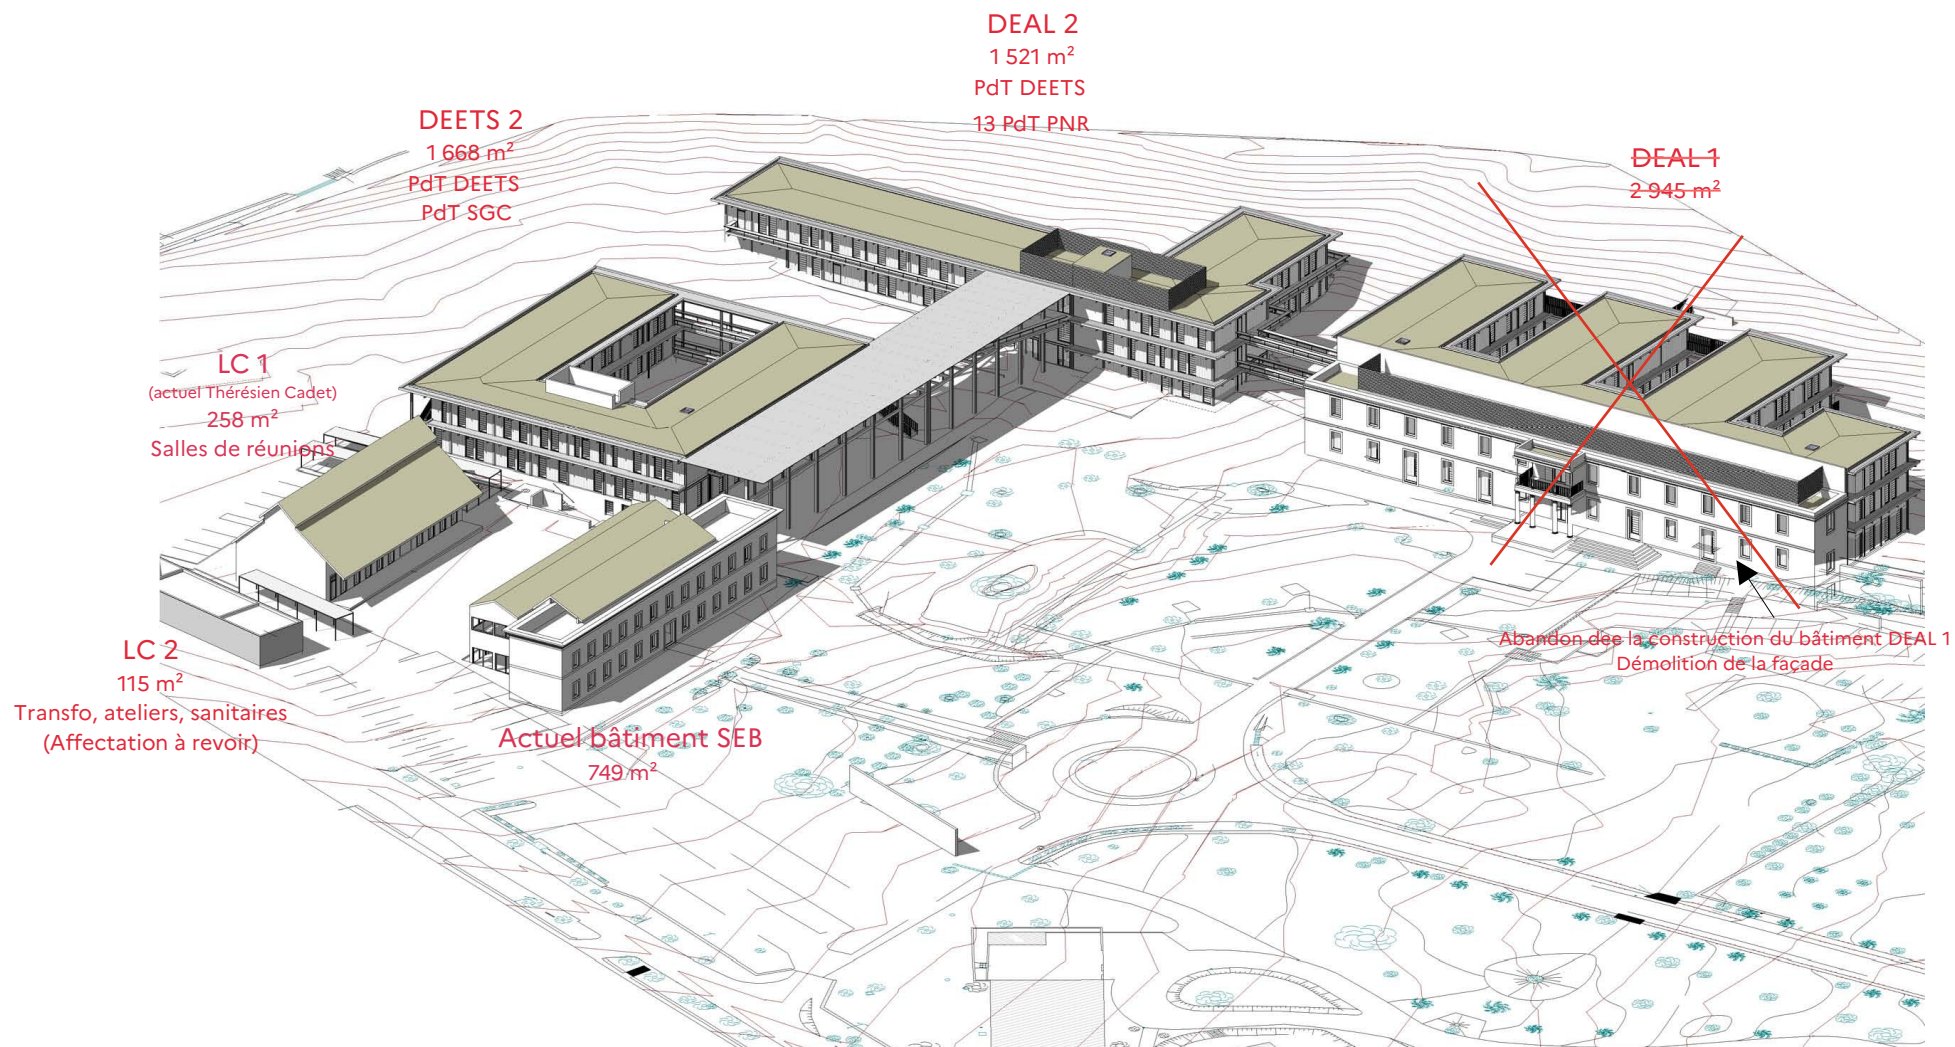 DEAL 2
1 521 m²
PdT DEETS
13 PdT PNR
DEETS 2
1 668 m²
PdT DEETS
PdT SGC
DEAL 1
2 945 m²
LC 1
(actuel Thérésien Cadet)
258 m²
Salles de réunions
LC 2
115 m²
Transfo, ateliers, sanitaires
(Affectation à revoir)
Actuel bâtiment SEB
749 m²
Abandon dee la construction du bâtiment DEAL 1
Démolition de la façade